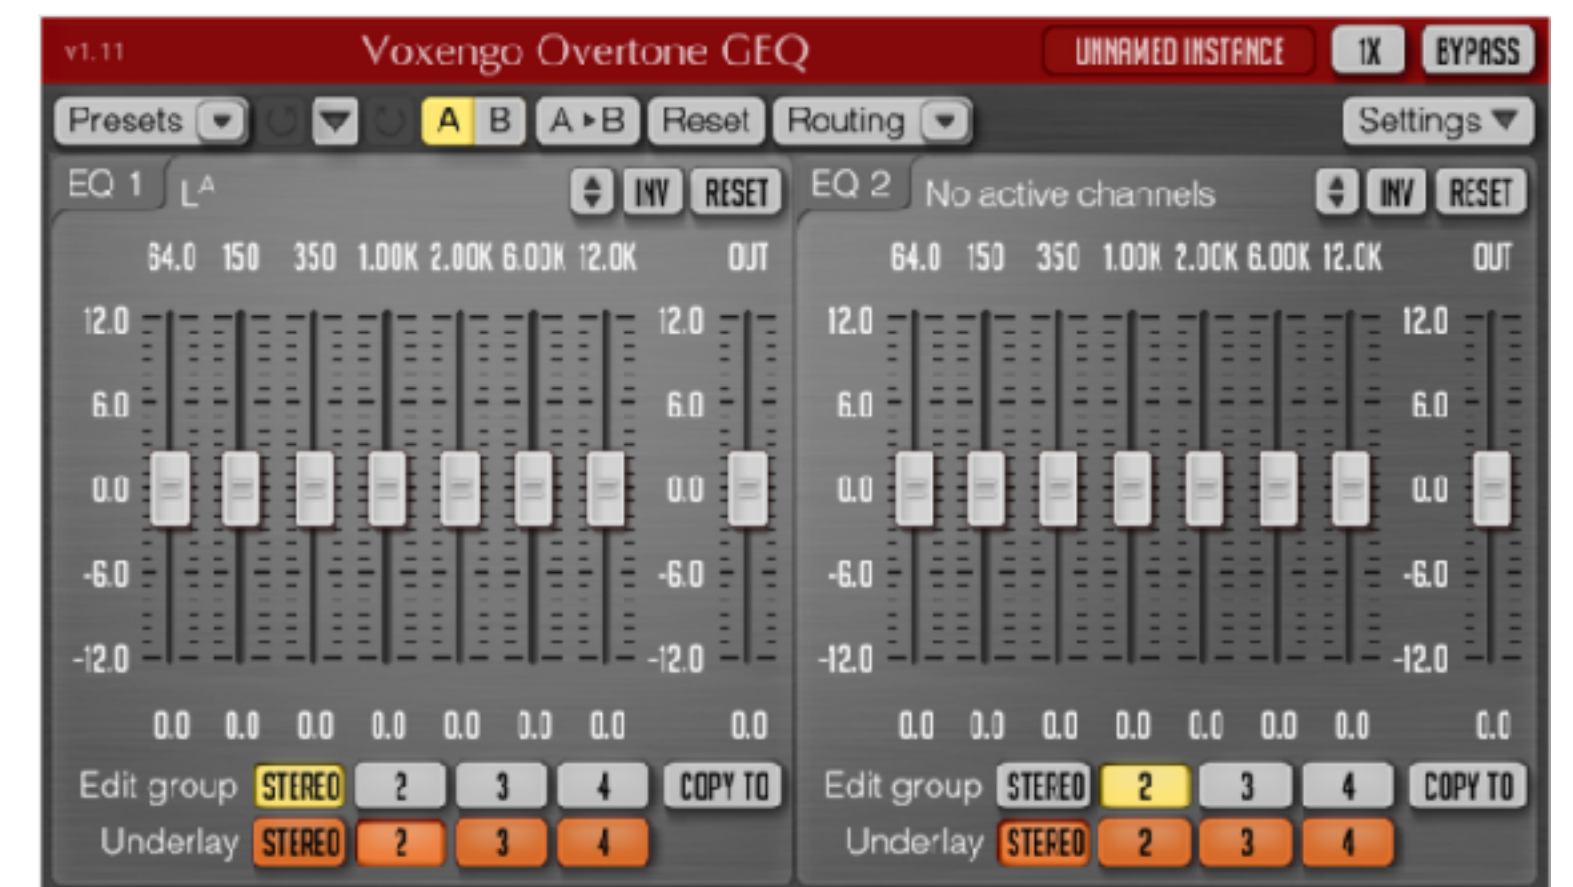 v1.11 Voxengo Overtone GEQ UNNAMED INSTANCE 1X BYPASS
Presets A B A B Reset Routing Settings
EQ 1 L A INV RESET EQ 2 No active channels INV RESET
64.0 150 350 1.00K 2.00K 6.00K 12.0K OUT 64.0 150 350 1.00K 2.00K 6.00K 12.0K OUT
12.0 12.0 12.0 12.0
6.0 6.0 6.0 6.0
0.0 0.0 0.0 0.0
-6.0 -6.0 -6.0 -6.0
-12.0 -12.0 -12.0 -12.0
0.0 0.0 0.0 0.0 0.0 0.0 0.0 0.0 0.0 0.0 0.0 0.0 0.0 0.0 0.0 0.0
Edit group STEREO 2 3 4 COPY TO Edit group STEREO 2 3 4 COPY TO
Underlay STEREO 2 3 4 Underlay STEREO 2 3 4